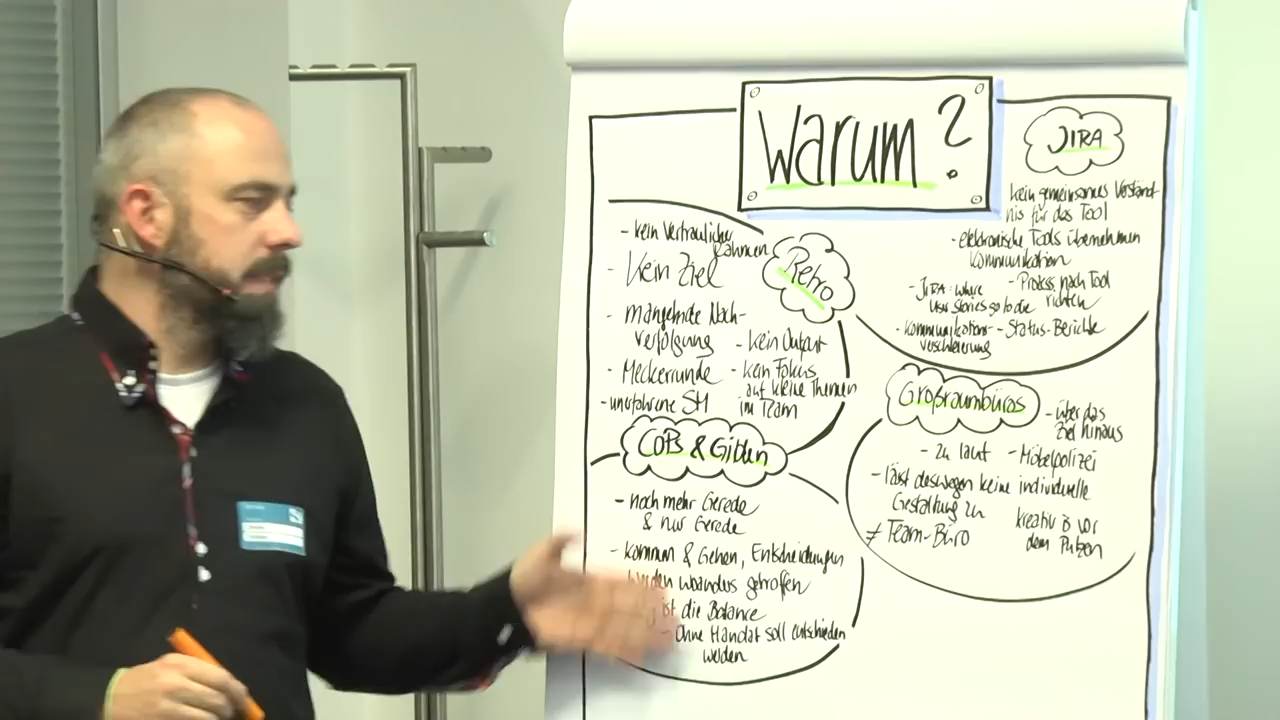 Warum?
JIRA
kein gemeinsames Verständ-
nis für das Tool
- elektronische Tools übernehmen
Kommunikation
- JIRA: where
User Stories go to die
- Prozess nach Tool
richten
- Kommunikations-
verschleierung
- Status-Berichte
Retro
- kein Vertraulicher
Rahmen
- Kein Ziel
- mangelnde Nach-
verfolgung
- Meckerrunde
- unerfahrene SM
- kein Output
- kein Fokus
auf kleine Themen
im Team
Großraumbüros
- über das
Ziel hinaus
- zu laut
- Möbelpolizei
- lässt deswegen keine individuelle
Gestaltung zu
≠ Team-Büro
kreativ is vor
dem Putzen
COB & Gilden
- noch mehr Gerede
& nur Gerede
- kommen & Gehen, Entscheidungen
werden woanders getroffen
ist die Balance
- Ohne Mandat soll entschieden
werden